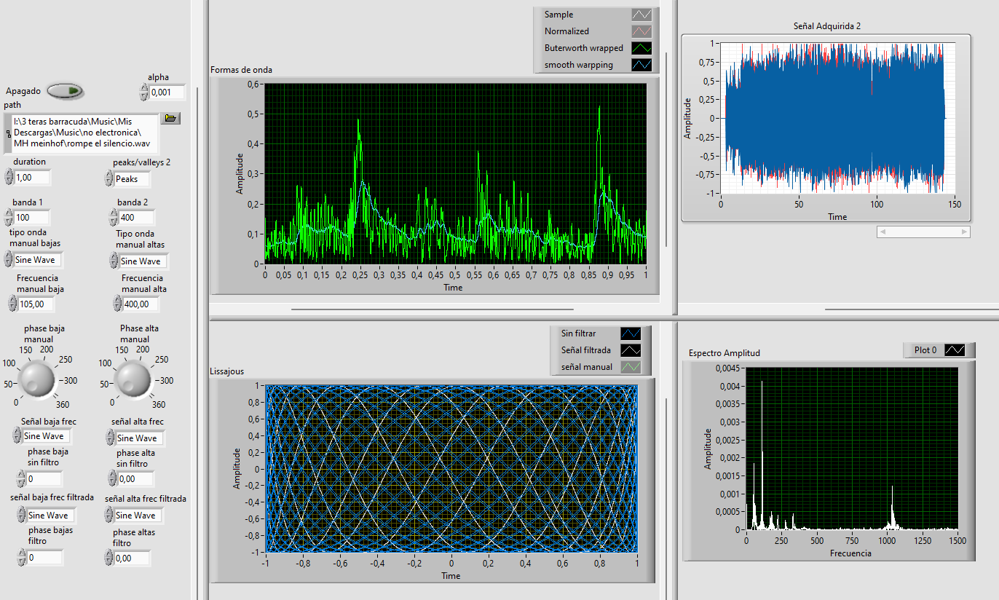 Apagado
alpha
0,001
path
I:\3 teras barracuda\Music\Mis
Descargas\Music\no electronica\
MH meinhof\rompe el silencio.wav
duration
peaks/valleys 2
1,00
Peaks
banda 1
banda 2
100
400
tipo onda
manual bajas
Tipo onda
manual altas
Sine Wave
Sine Wave
Frecuencia
manual baja
Frecuencia
manual alta
105,00
400,00
phase baja
manual
Phase alta
manual
0
50
100
150
200
250
300
360
0
50
100
150
200
250
300
360
Señal baja frec
señal alta frec
Sine Wave
Sine Wave
phase baja
sin filtro
phase alta
sin filtro
0
0,00
señal baja frec filtrada
señal alta frec filtrada
Sine Wave
Sine Wave
phase bajas
filtro
phase altas
filtro
0
0,00
Sample
Normalized
Buterworth wrapped
smooth warpping
Formas de onda
Amplitude
0,6
0,5
0,4
0,3
0,2
0,1
0
0 0,05 0,1 0,15 0,2 0,25 0,3 0,35 0,4 0,45 0,5 0,55 0,6 0,65 0,7 0,75 0,8 0,85 0,9 0,95 1
Time
Señal Adquirida 2
Amplitude
1
0,75
0,5
0,25
0
-0,25
-0,5
-0,75
-1
0 50 100 150
Time
Sin filtrar
Señal filtrada
señal manual
Lissajous
Amplitude
1
0,8
0,6
0,4
0,2
0
-0,2
-0,4
-0,6
-0,8
-1
-1 -0,8 -0,6 -0,4 -0,2 0 0,2 0,4 0,6 0,8 1
Time
Plot 0
Espectro Amplitud
Amplitude
0,0045
0,004
0,0035
0,003
0,0025
0,002
0,0015
0,001
0,0005
0
0 250 500 750 1000 1250 1500
Frecuencia